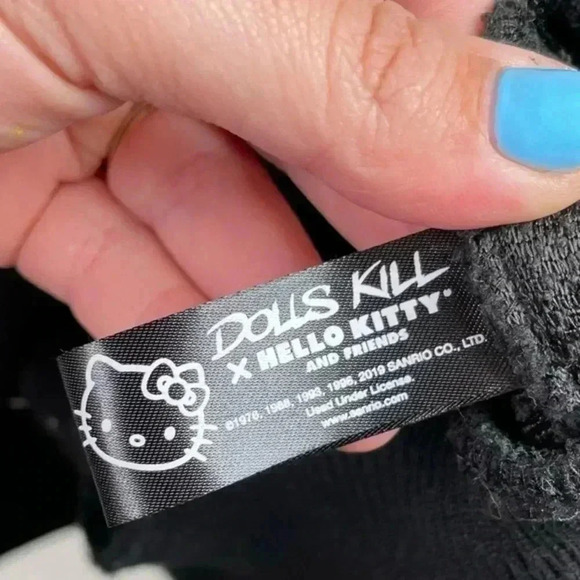 DOLLS KILL
× HELLO KITTY®
AND FRIENDS
©1976, 1988, 1993, 1996, 2019 SANRIO CO., LTD.
Used Under License.
www.sanrio.com